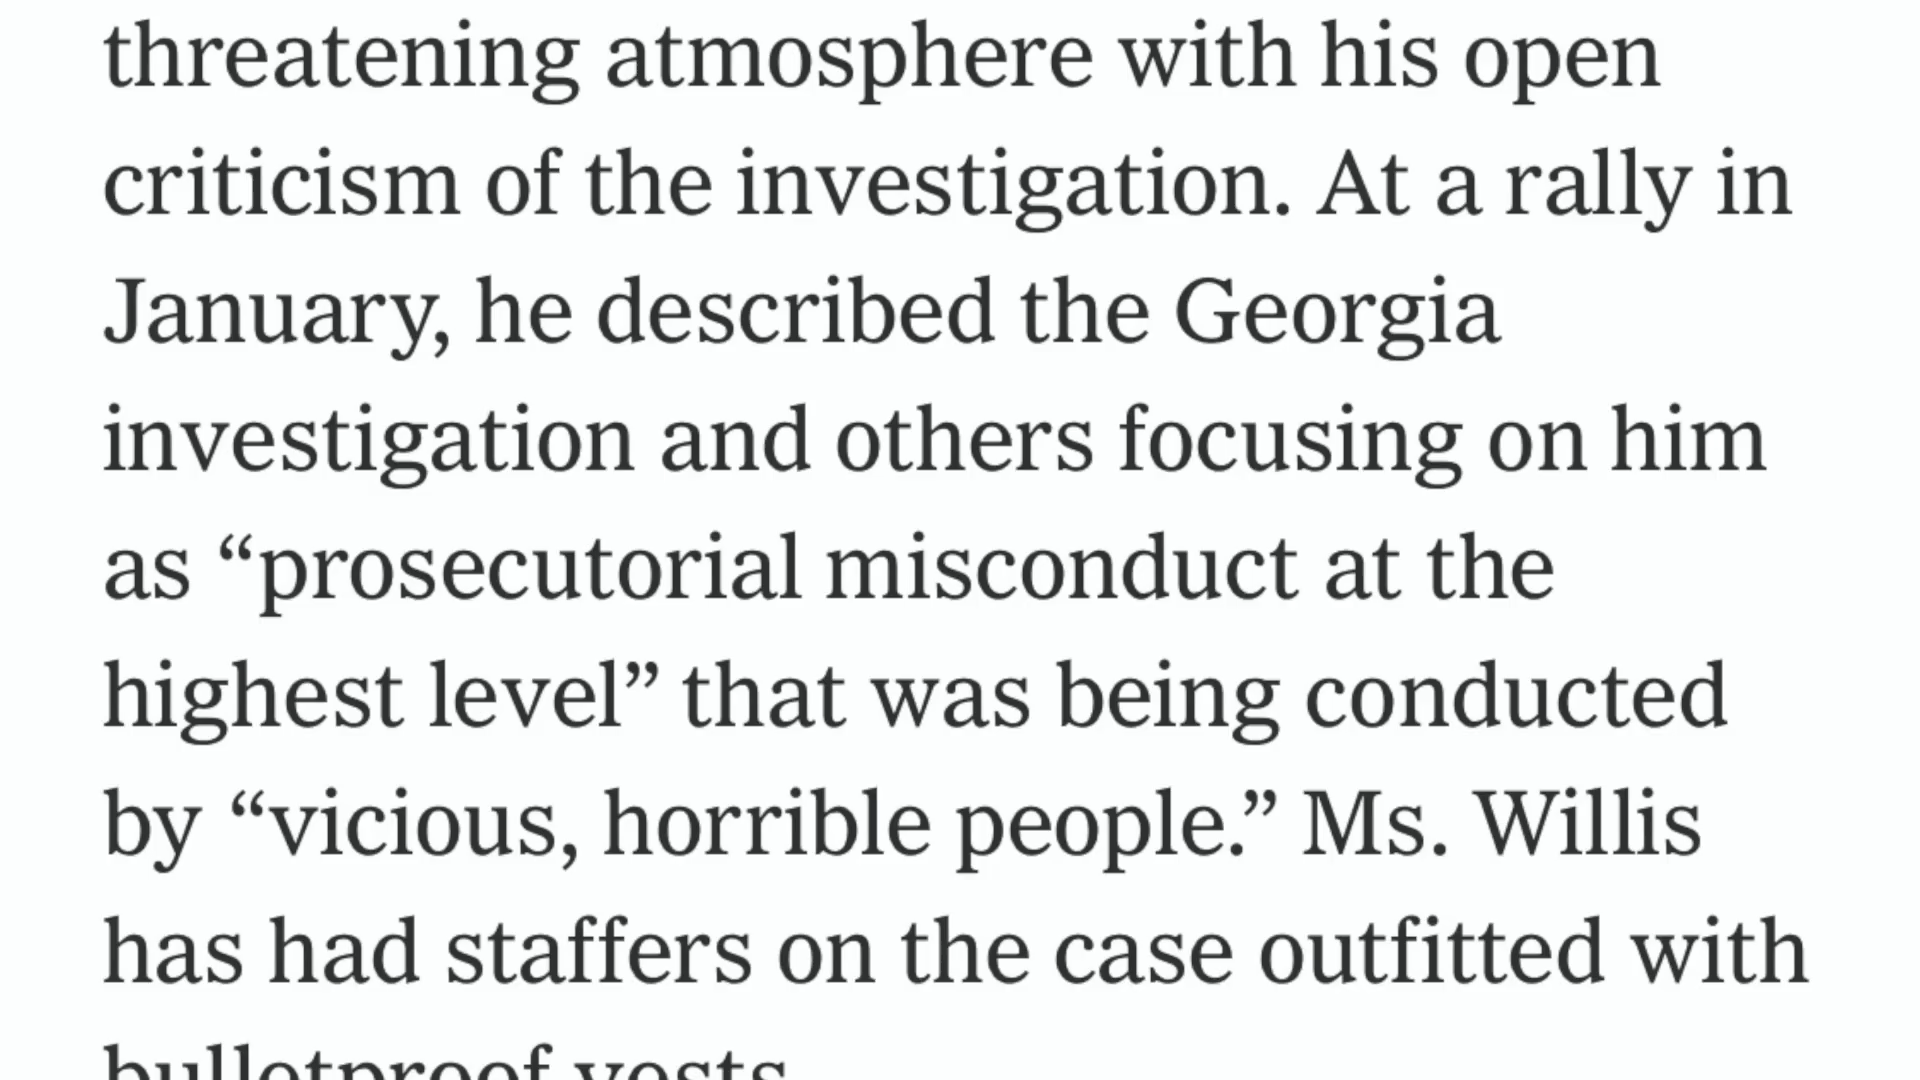 threatening atmosphere with his open
criticism of the investigation. At a rally in
January, he described the Georgia
investigation and others focusing on him
as “prosecutorial misconduct at the
highest level” that was being conducted
by “vicious, horrible people.” Ms. Willis
has had staffers on the case outfitted with
bulletproof vests